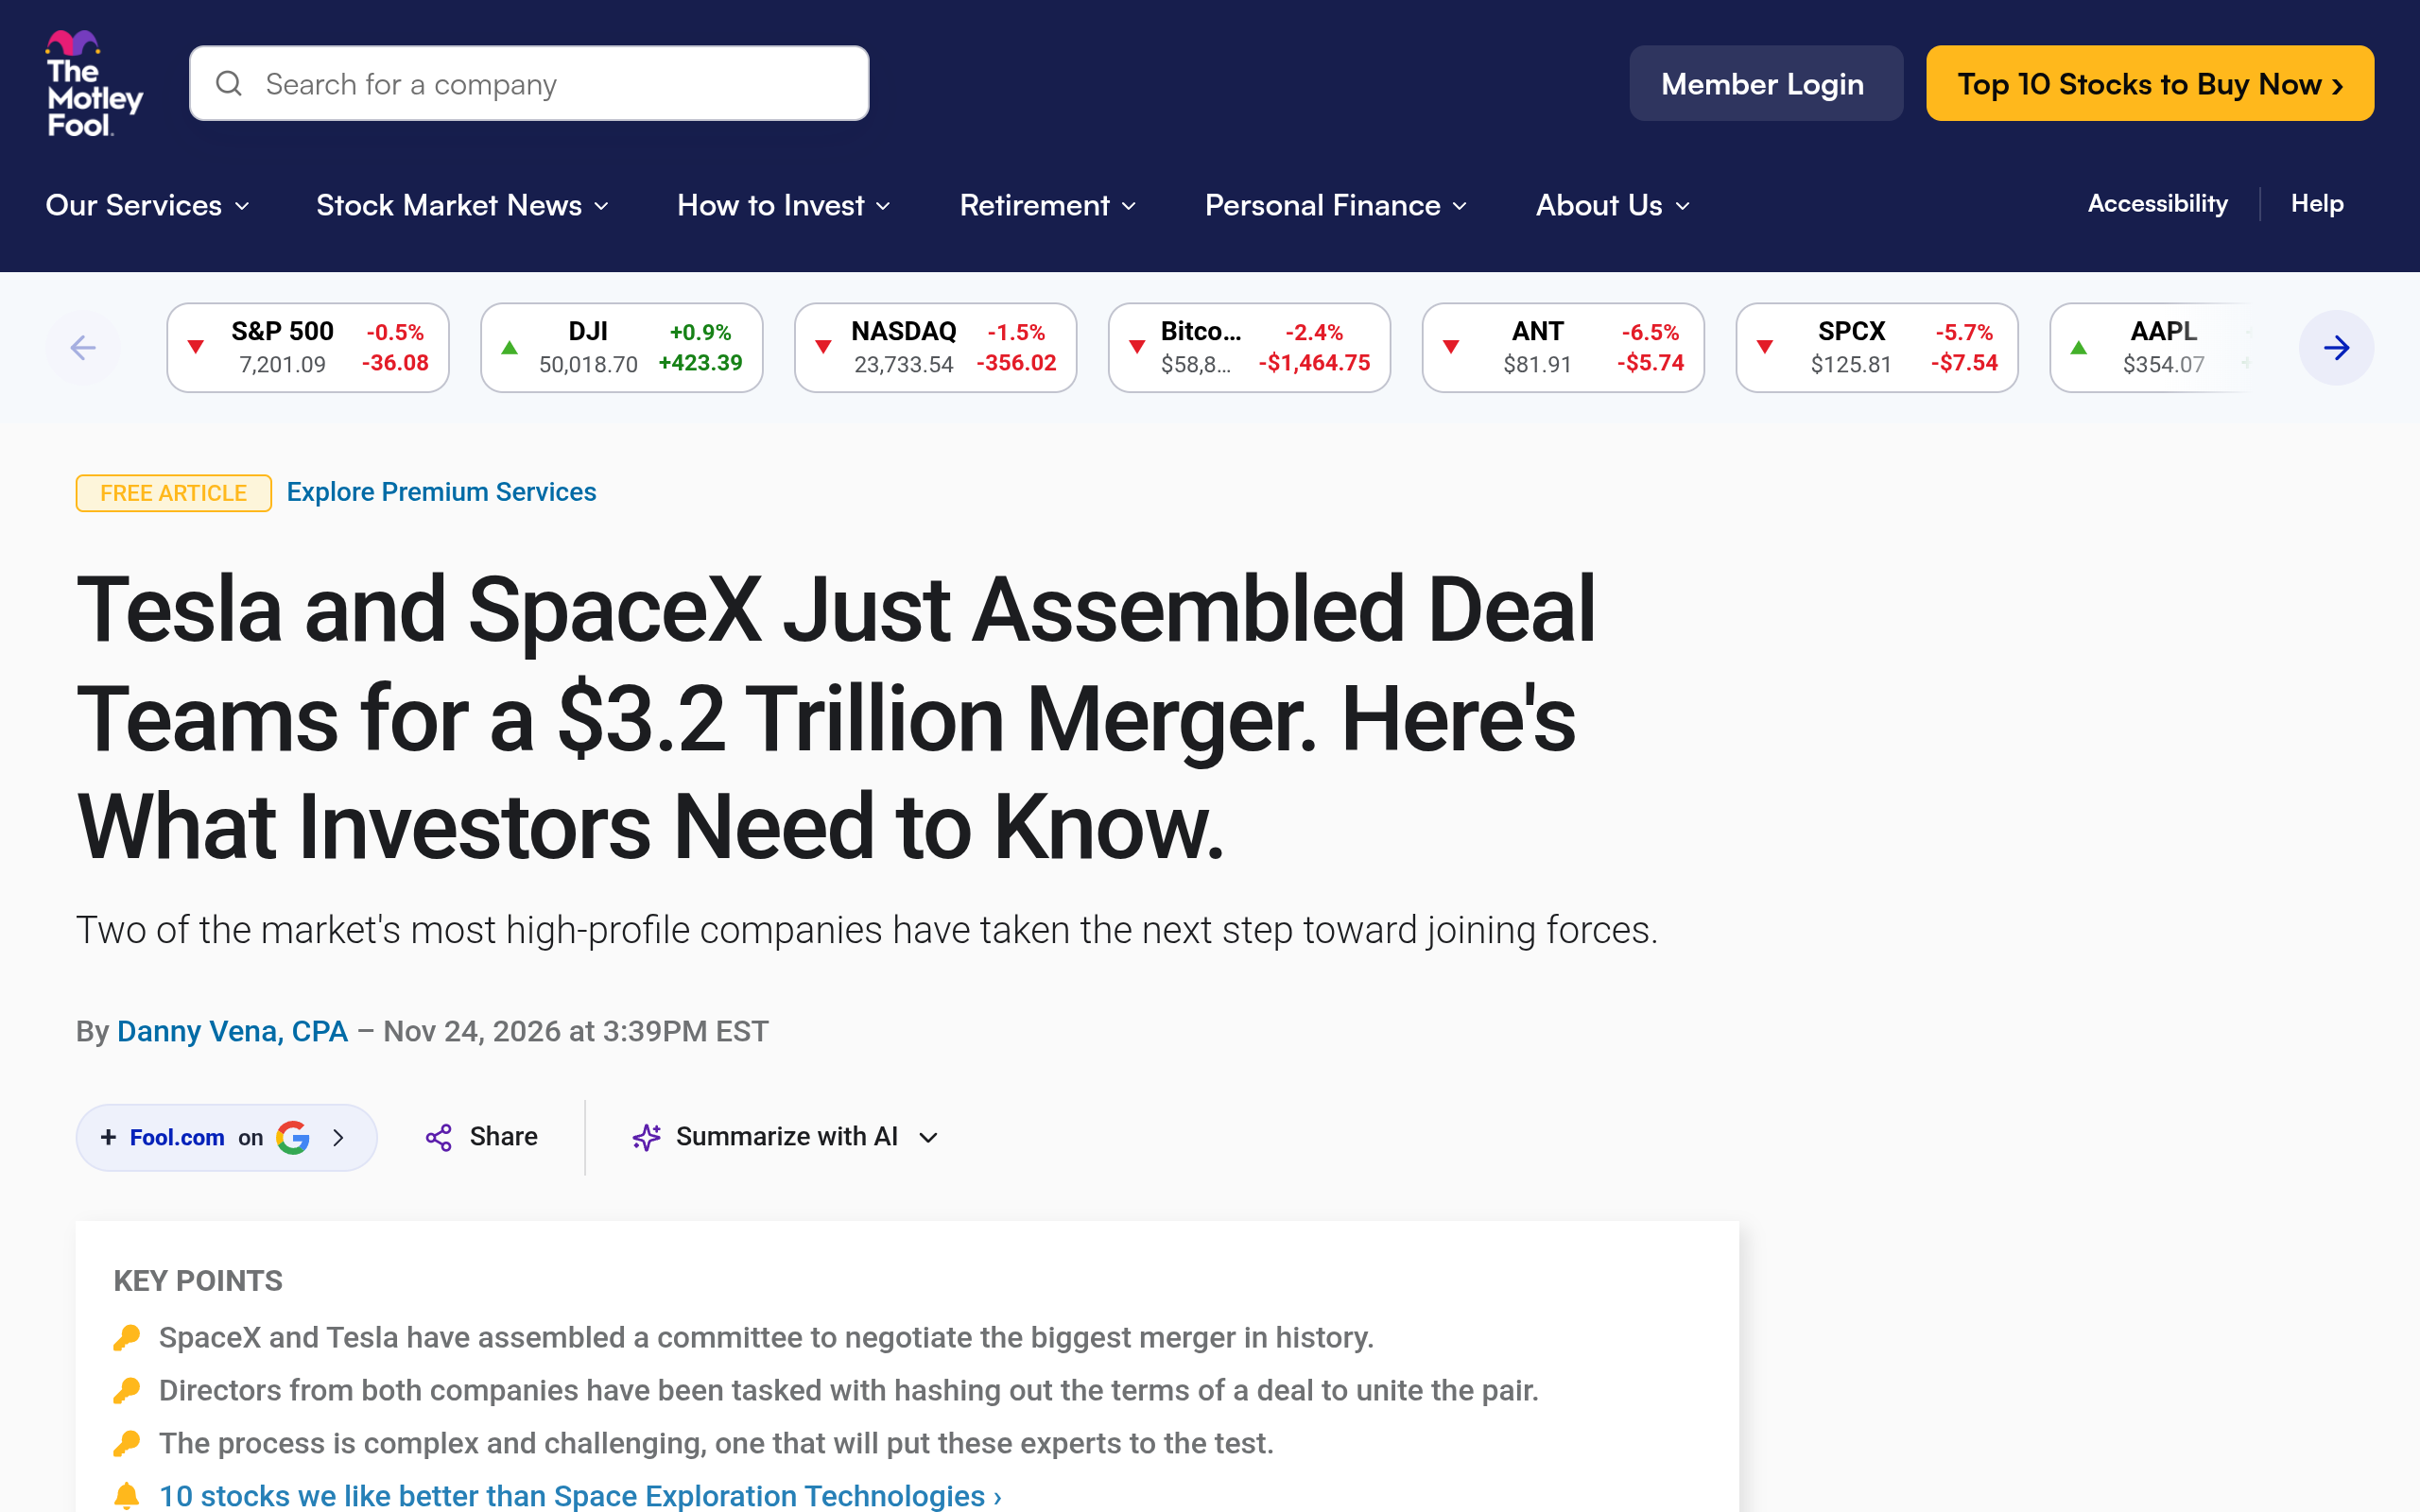 The
Motley
Fool.
Search for a company
Member Login
Top 10 Stocks to Buy Now ›
Our Services
Stock Market News
How to Invest
Retirement
Personal Finance
About Us
Accessibility
Help
S&P 500 -0.5%
7,201.09 -36.08
DJI +0.9%
50,018.70 +423.39
NASDAQ -1.5%
23,733.54 -356.02
Bitco... -2.4%
$58,8... -$1,464.75
ANT -6.5%
$81.91 -$5.74
SPCX -5.7%
$125.81 -$7.54
AAPL
$354.07
FREE ARTICLE Explore Premium Services
Tesla and SpaceX Just Assembled Deal
Teams for a $3.2 Trillion Merger. Here's
What Investors Need to Know.
Two of the market's most high-profile companies have taken the next step toward joining forces.
By Danny Vena, CPA – Nov 24, 2026 at 3:39PM EST
+ Fool.com on G
Share
Summarize with AI
KEY POINTS
SpaceX and Tesla have assembled a committee to negotiate the biggest merger in history.
Directors from both companies have been tasked with hashing out the terms of a deal to unite the pair.
The process is complex and challenging, one that will put these experts to the test.
10 stocks we like better than Space Exploration Technologies ›